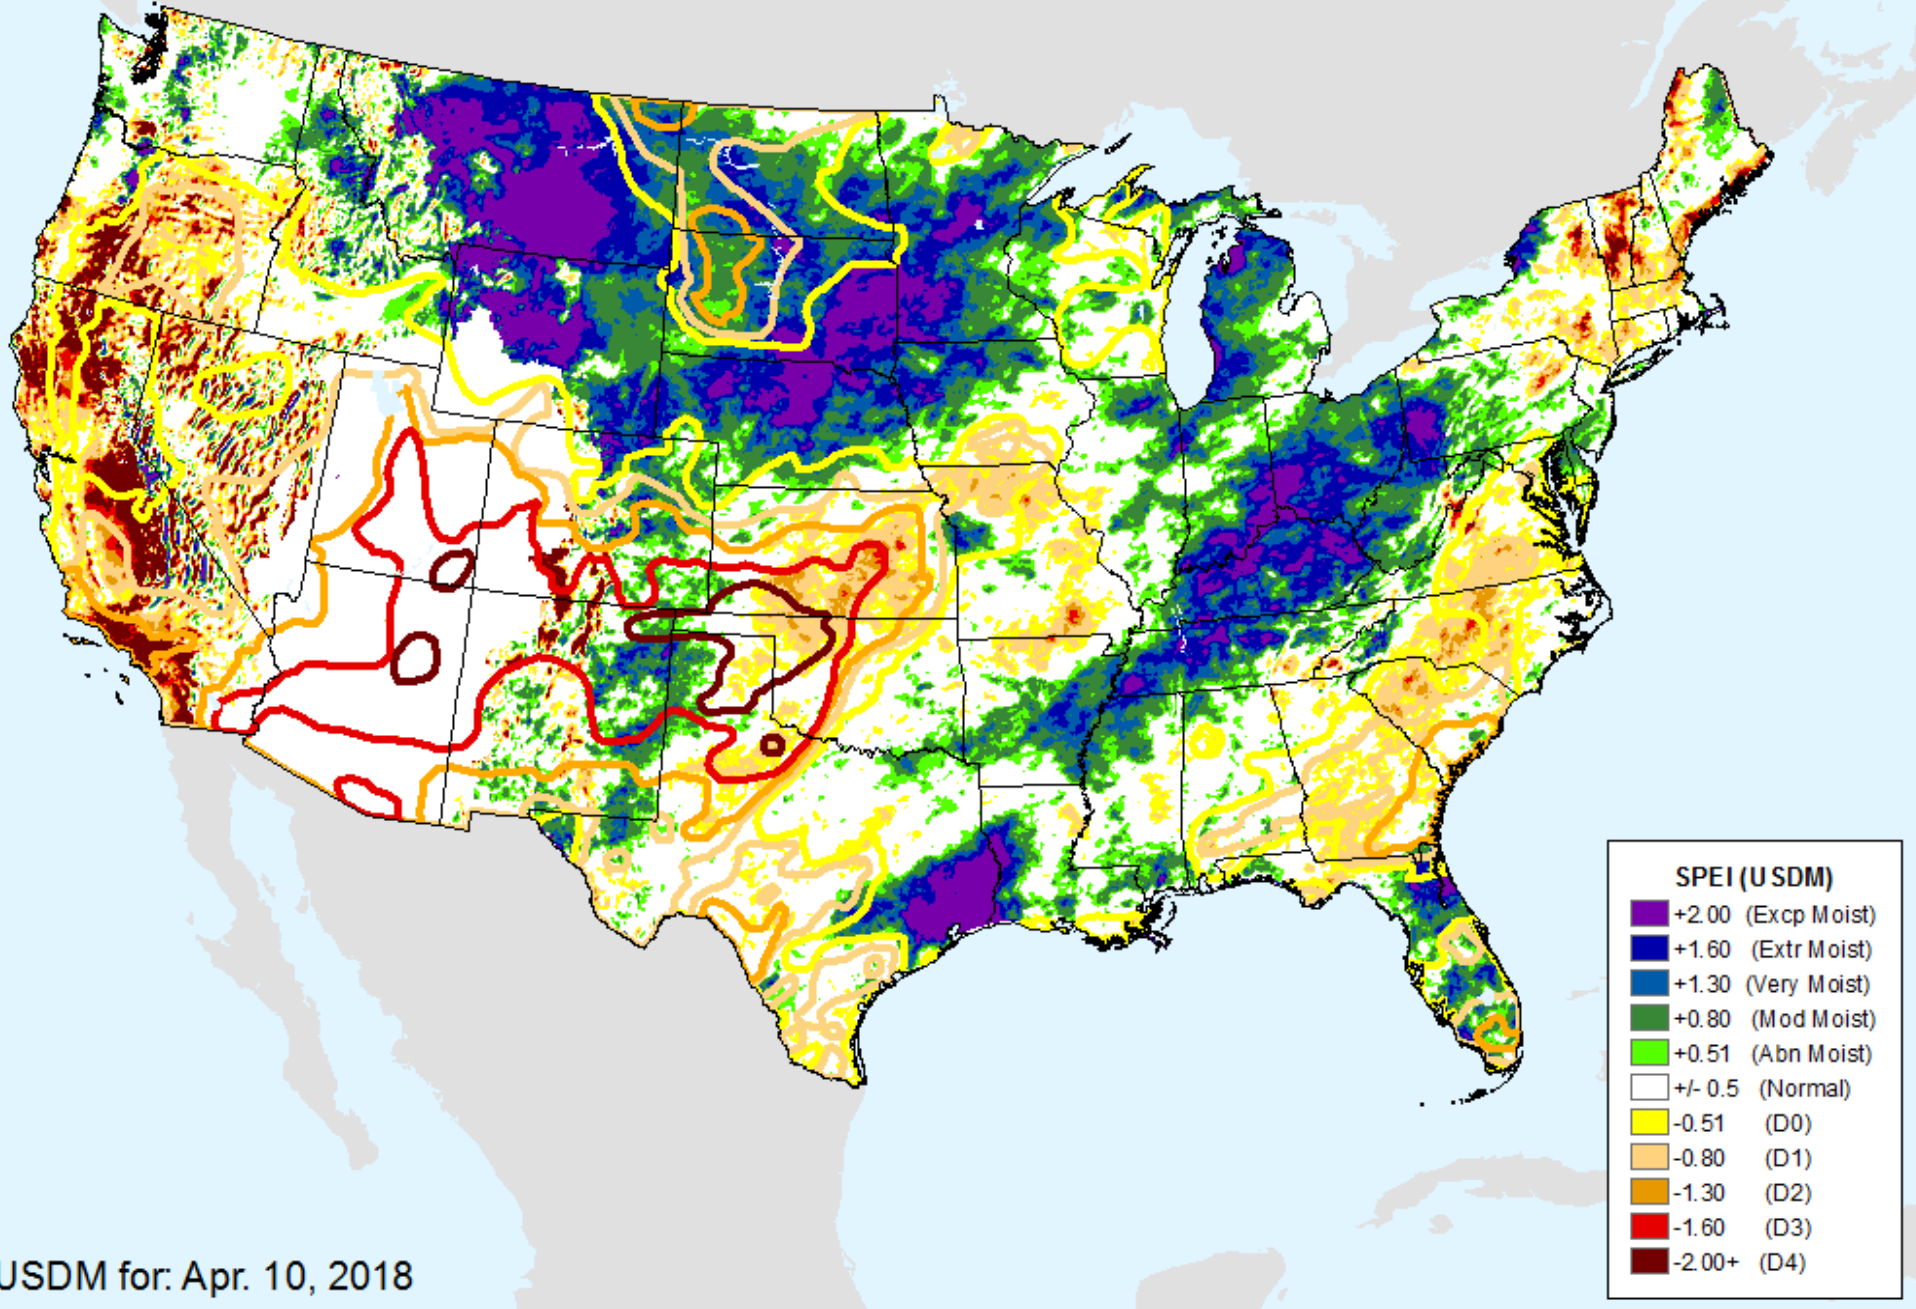 SPEI (USDM)
+2.00 (Excp Moist)
+1.60 (Extr Moist)
+1.30 (Very Moist)
+0.80 (Mod Moist)
+0.51 (Abn Moist)
+/- 0.5 (Normal)
-0.51 (D0)
-0.80 (D1)
-1.30 (D2)
-1.60 (D3)
-2.00+ (D4)
USDM for: Apr. 10, 2018